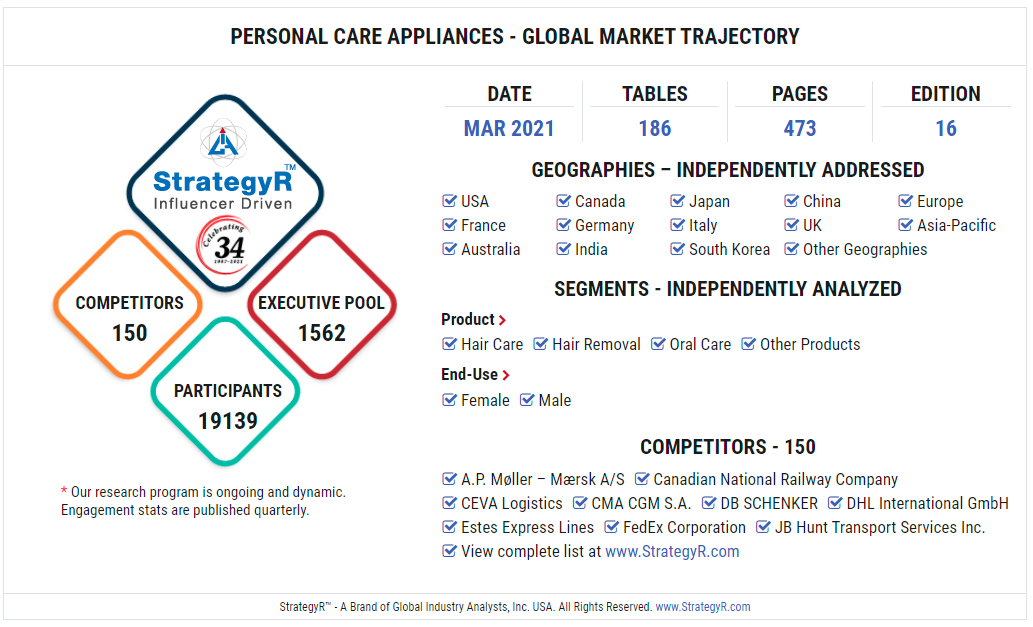 PERSONAL CARE APPLIANCES - GLOBAL MARKET TRAJECTORY
StrategyR™
Influencer Driven
Celebrating
34
1987-2021
COMPETITORS
150
EXECUTIVE POOL
1562
PARTICIPANTS
19139
* Our research program is ongoing and dynamic.
Engagement stats are published quarterly.
DATE TABLES PAGES EDITION
MAR 2021 186 473 16
GEOGRAPHIES – INDEPENDENTLY ADDRESSED
USA Canada Japan China Europe
France Germany Italy UK Asia-Pacific
Australia India South Korea Other Geographies
SEGMENTS - INDEPENDENTLY ANALYZED
Product
Hair Care Hair Removal Oral Care Other Products
End-Use
Female Male
COMPETITORS - 150
A.P. Møller – Mærsk A/S Canadian National Railway Company
CEVA Logistics CMA CGM S.A. DB SCHENKER DHL International GmbH
Estes Express Lines FedEx Corporation JB Hunt Transport Services Inc.
View complete list at www.StrategyR.com
StrategyR™ - A Brand of Global Industry Analysts, Inc. USA. All Rights Reserved. www.StrategyR.com